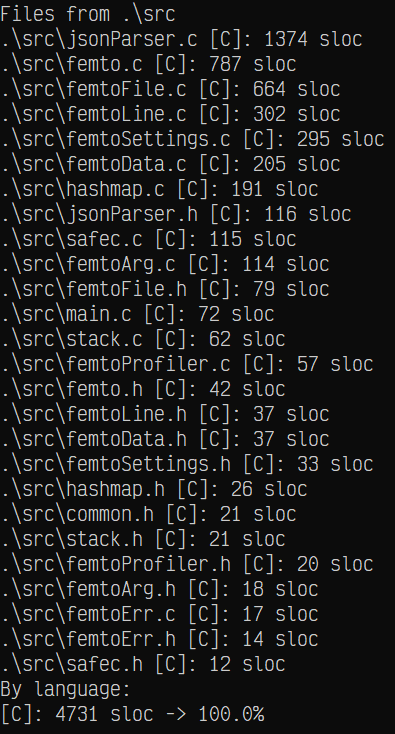 Files from .\src
.\src\jsonParser.c [C]: 1374 sloc
.\src\femto.c [C]: 787 sloc
.\src\femtoFile.c [C]: 664 sloc
.\src\femtoLine.c [C]: 302 sloc
.\src\femtoSettings.c [C]: 295 sloc
.\src\femtoData.c [C]: 205 sloc
.\src\hashmap.c [C]: 191 sloc
.\src\jsonParser.h [C]: 116 sloc
.\src\safec.c [C]: 115 sloc
.\src\femtoArg.c [C]: 114 sloc
.\src\femtoFile.h [C]: 79 sloc
.\src\main.c [C]: 72 sloc
.\src\stack.c [C]: 62 sloc
.\src\femtoProfiler.c [C]: 57 sloc
.\src\femto.h [C]: 42 sloc
.\src\femtoLine.h [C]: 37 sloc
.\src\femtoData.h [C]: 37 sloc
.\src\femtoSettings.h [C]: 33 sloc
.\src\hashmap.h [C]: 26 sloc
.\src\common.h [C]: 21 sloc
.\src\stack.h [C]: 21 sloc
.\src\femtoProfiler.h [C]: 20 sloc
.\src\femtoArg.h [C]: 18 sloc
.\src\femtoErr.c [C]: 17 sloc
.\src\femtoErr.h [C]: 14 sloc
.\src\safec.h [C]: 12 sloc
By language:
[C]: 4731 sloc -> 100.0%